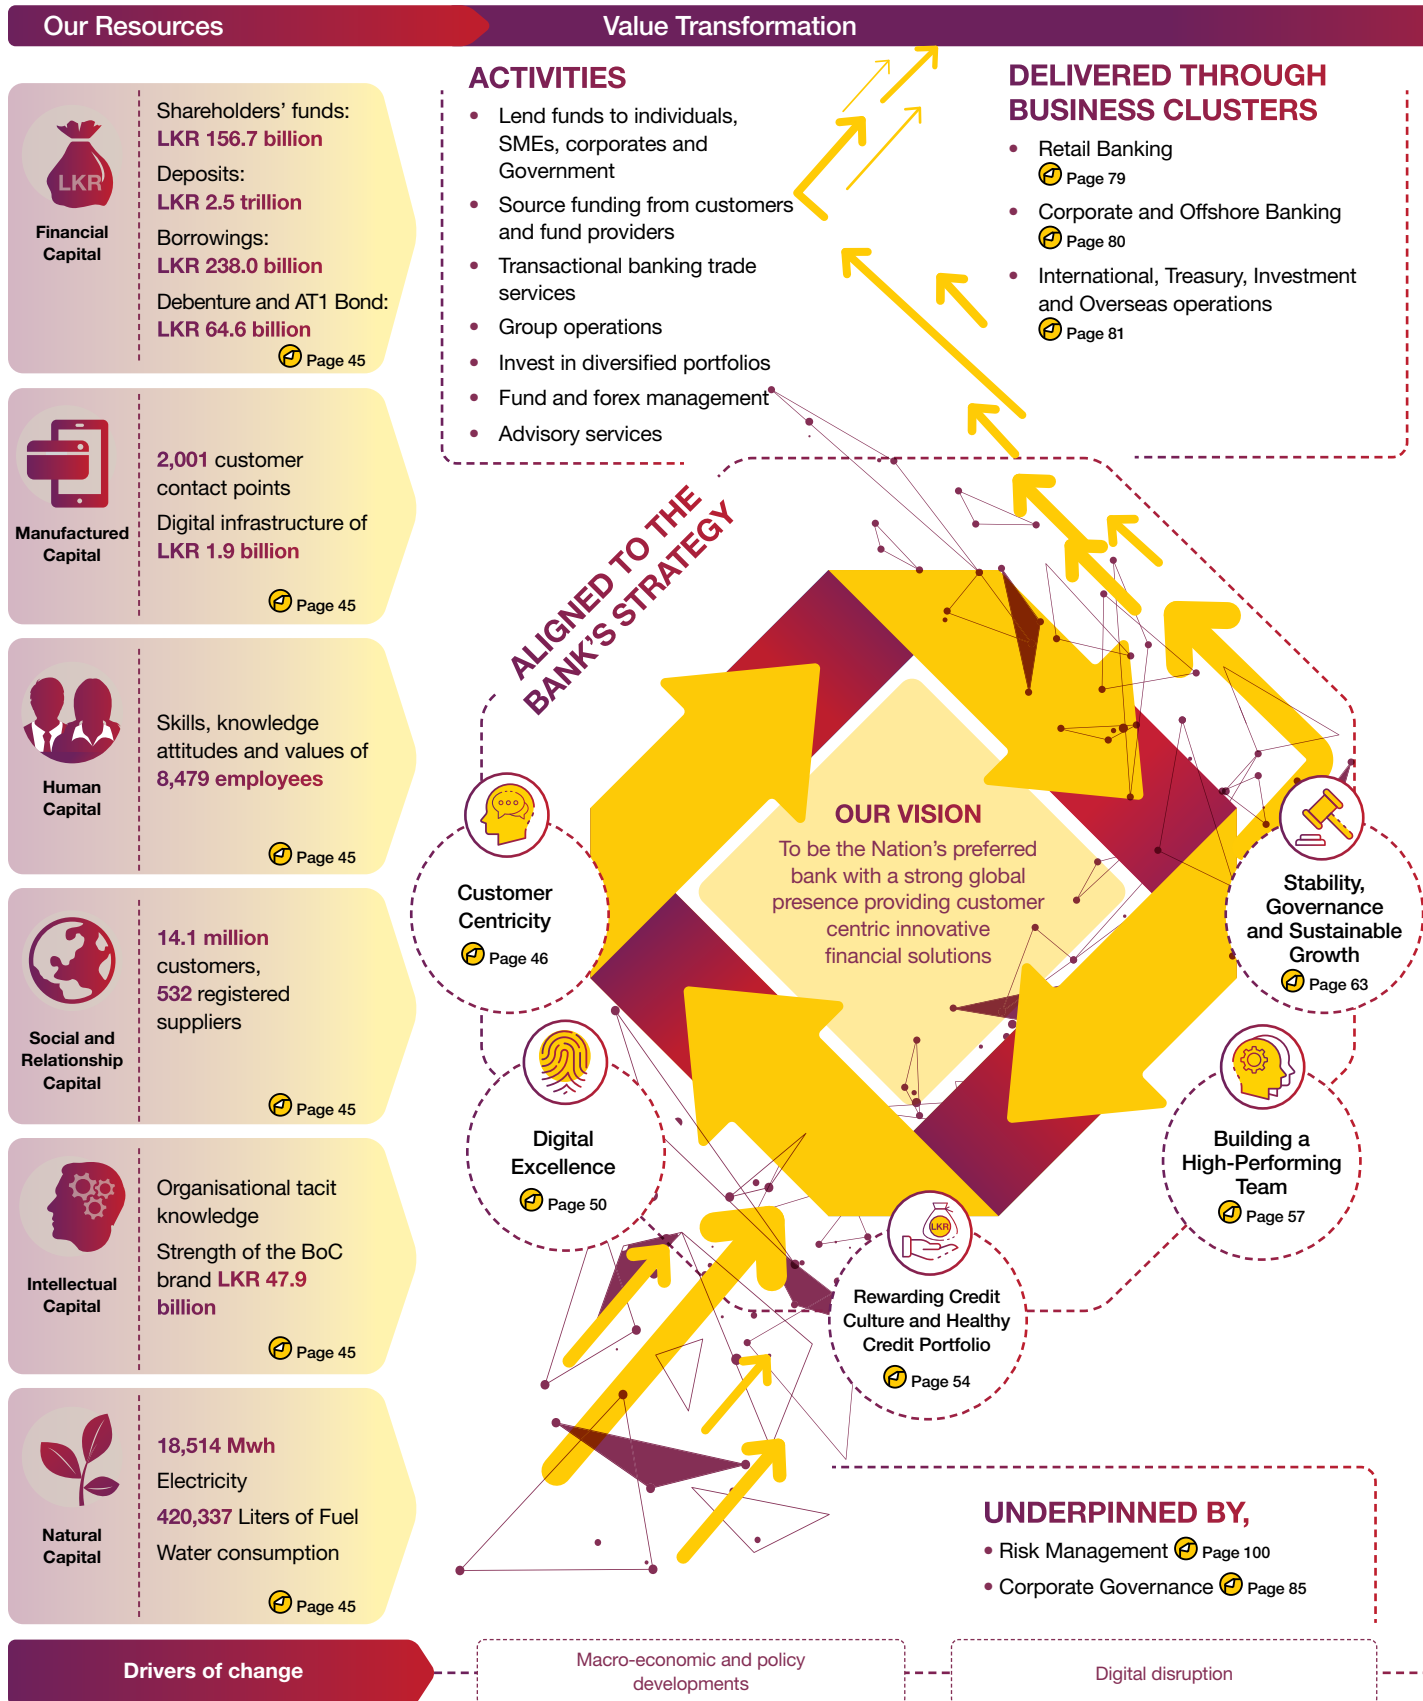 Our Resources
Value Transformation
LKR
Financial
Capital
Shareholders' funds:
LKR 156.7 billion
Deposits:
LKR 2.5 trillion
Borrowings:
LKR 238.0 billion
Debenture and AT1 Bond:
LKR 64.6 billion
Page 45
Manufactured
Capital
2,001 customer
contact points
Digital infrastructure of
LKR 1.9 billion
Page 45
Human
Capital
Skills, knowledge
attitudes and values of
8,479 employees
Page 45
Social and
Relationship
Capital
14.1 million
customers,
532 registered
suppliers
Page 45
Intellectual
Capital
Organisational tacit
knowledge
Strength of the BoC
brand LKR 47.9
billion
Page 45
Natural
Capital
18,514 Mwh
Electricity
420,337 Liters of Fuel
Water consumption
Page 45
ACTIVITIES
• Lend funds to individuals,
SMEs, corporates and
Government
• Source funding from customers
and fund providers
• Transactional banking trade
services
• Group operations
• Invest in diversified portfolios
• Fund and forex management
• Advisory services
DELIVERED THROUGH
BUSINESS CLUSTERS
• Retail Banking
Page 79
• Corporate and Offshore Banking
Page 80
• International, Treasury, Investment
and Overseas operations
Page 81
ALIGNED TO THE
BANK'S STRATEGY
OUR VISION
To be the Nation's preferred
bank with a strong global
presence providing customer
centric innovative
financial solutions
Customer
Centricity
Page 46
Digital
Excellence
Page 50
LKR
Rewarding Credit
Culture and Healthy
Credit Portfolio
Page 54
Building a
High-Performing
Team
Page 57
Stability,
Governance
and Sustainable
Growth
Page 63
UNDERPINNED BY,
• Risk Management Page 100
• Corporate Governance Page 85
Drivers of change
Macro-economic and policy
developments
Digital disruption